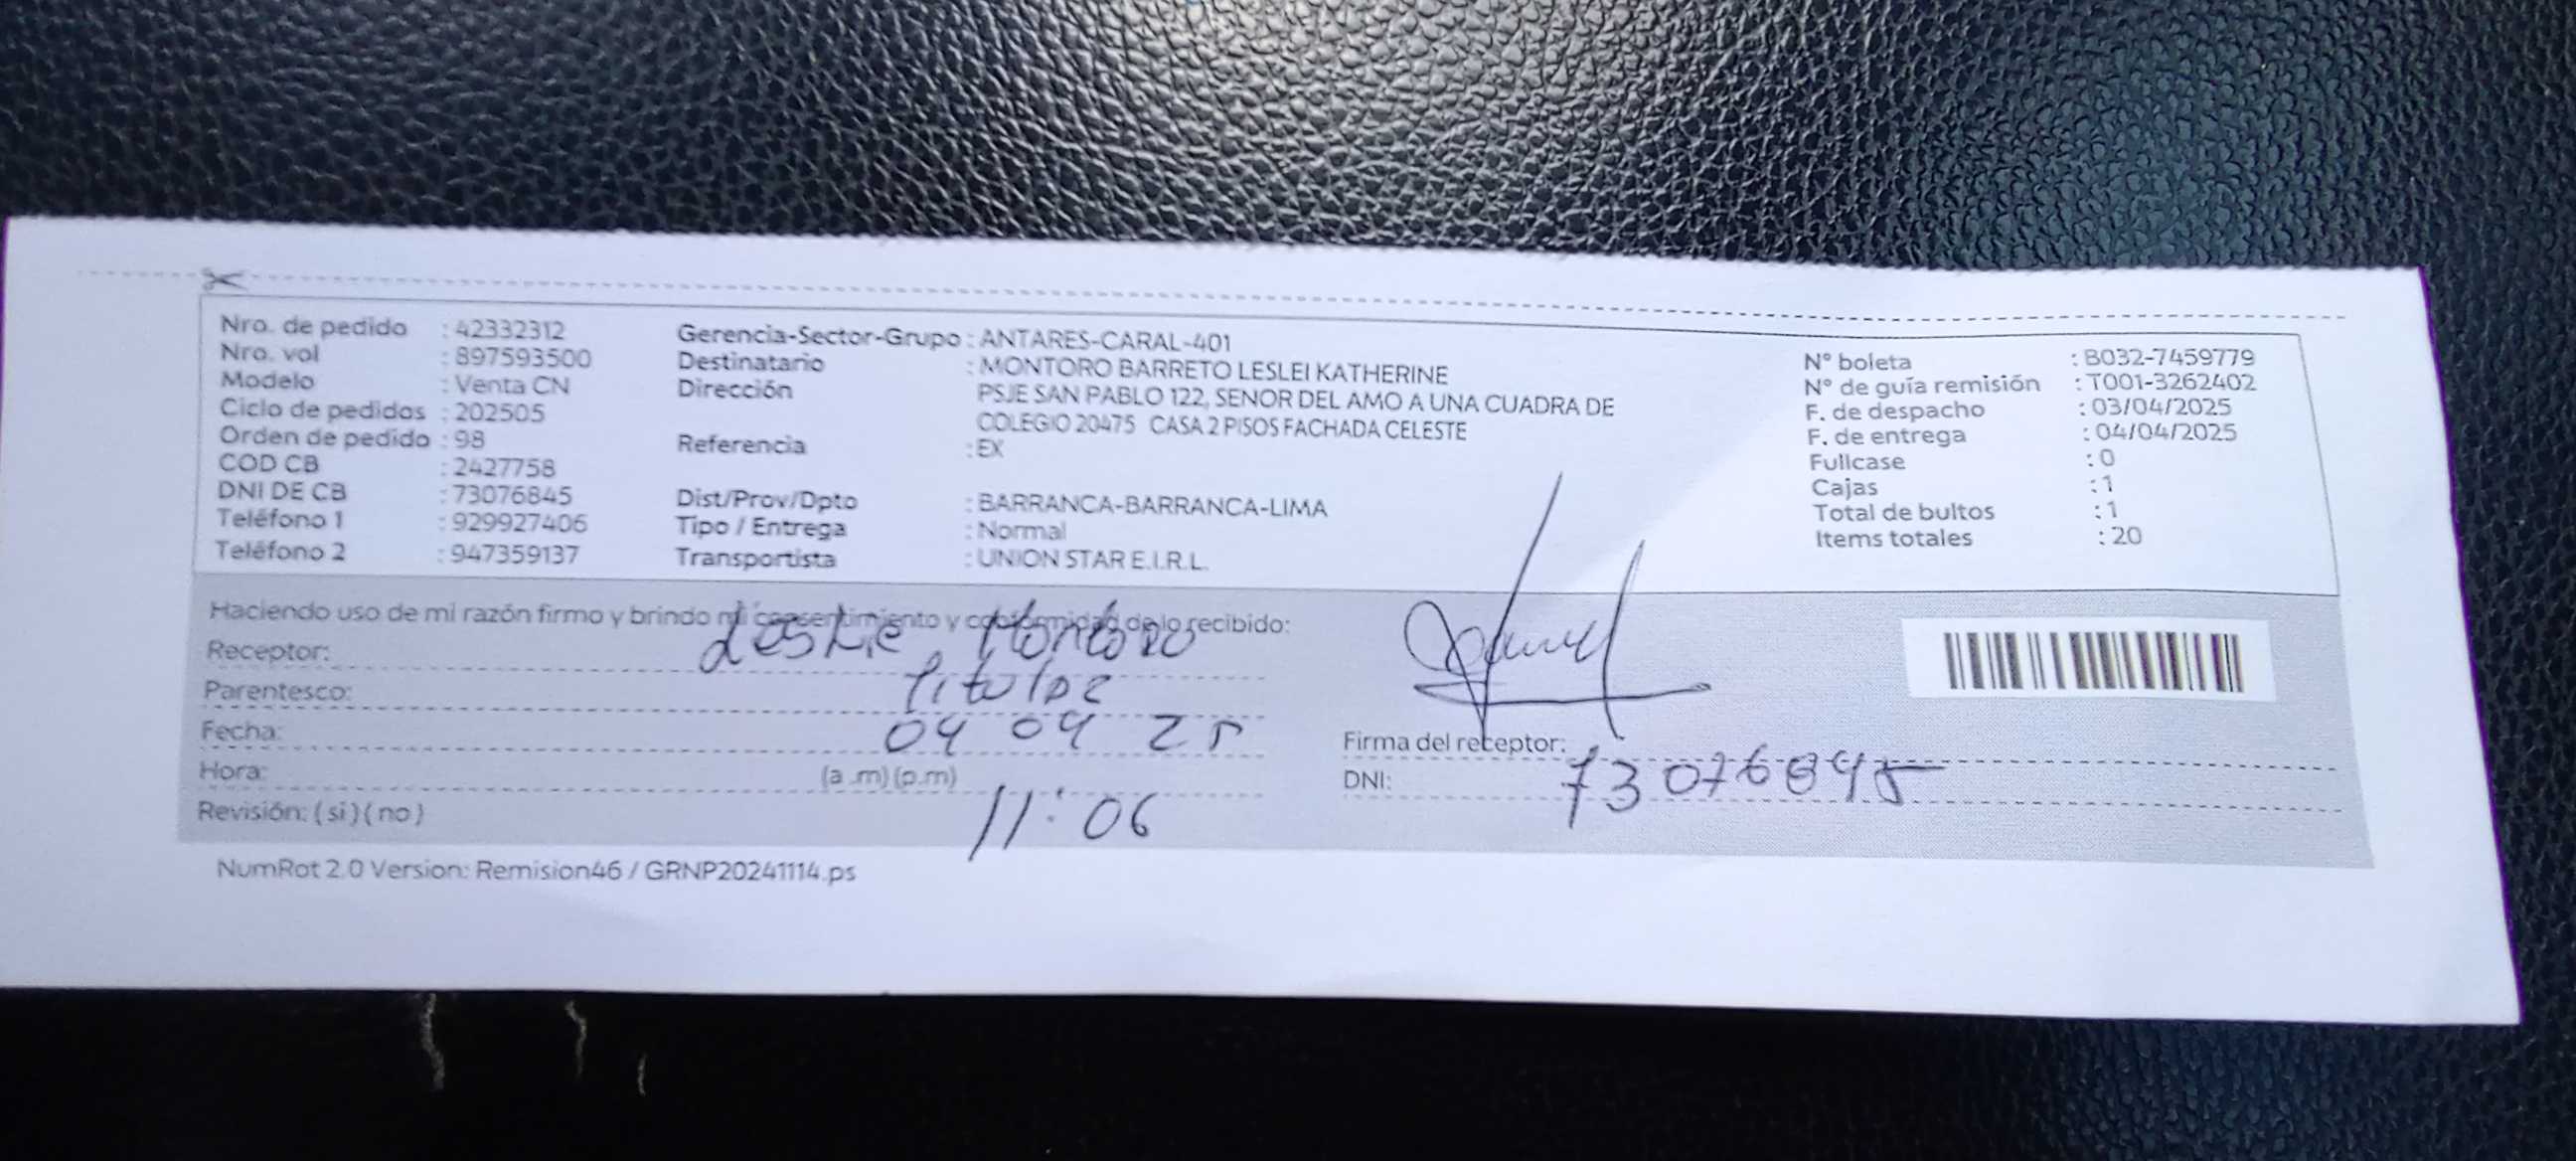 Nro. de pedido : 42332312
Nro. vol : 897593500
Modelo : Venta CN
Ciclo de pedidos : 202505
Orden de pedido : 98
COD CB : 2427758
DNI DE CB : 73076845
Teléfono 1 : 929927406
Teléfono 2 : 947359137
Gerencia-Sector-Grupo : ANTARES-CARAL-401
Destinatario : MONTORO BARRETO LESLEI KATHERINE
Dirección PSJE SAN PABLO 122, SENOR DEL AMO A UNA CUADRA DE
COLEGIO 20475 CASA 2 PISOS FACHADA CELESTE
Referencia : EX
Dist/Prov/Dpto : BARRANCA-BARRANCA-LIMA
Tipo / Entrega : Normal
Transportista : UNION STAR E.I.R.L.
N° boleta : B032-7459779
N° de guía remisión : T001-3262402
F. de despacho : 03/04/2025
F. de entrega : 04/04/2025
Fullcase : 0
Cajas : 1
Total de bultos : 1
Items totales : 20
Haciendo uso de mi razón firmo y brindo mi consentimiento y conformidad de lo recibido:
Receptor: Leslie Montoro
Parentesco: Titular
Fecha: 04 04 25
Hora: (a .m) (p.m)
11:06
Revisión: ( si ) ( no )
Firma del receptor:
DNI: 73076845
NumRot 2.0 Version: Remision46 / GRNP20241114.ps